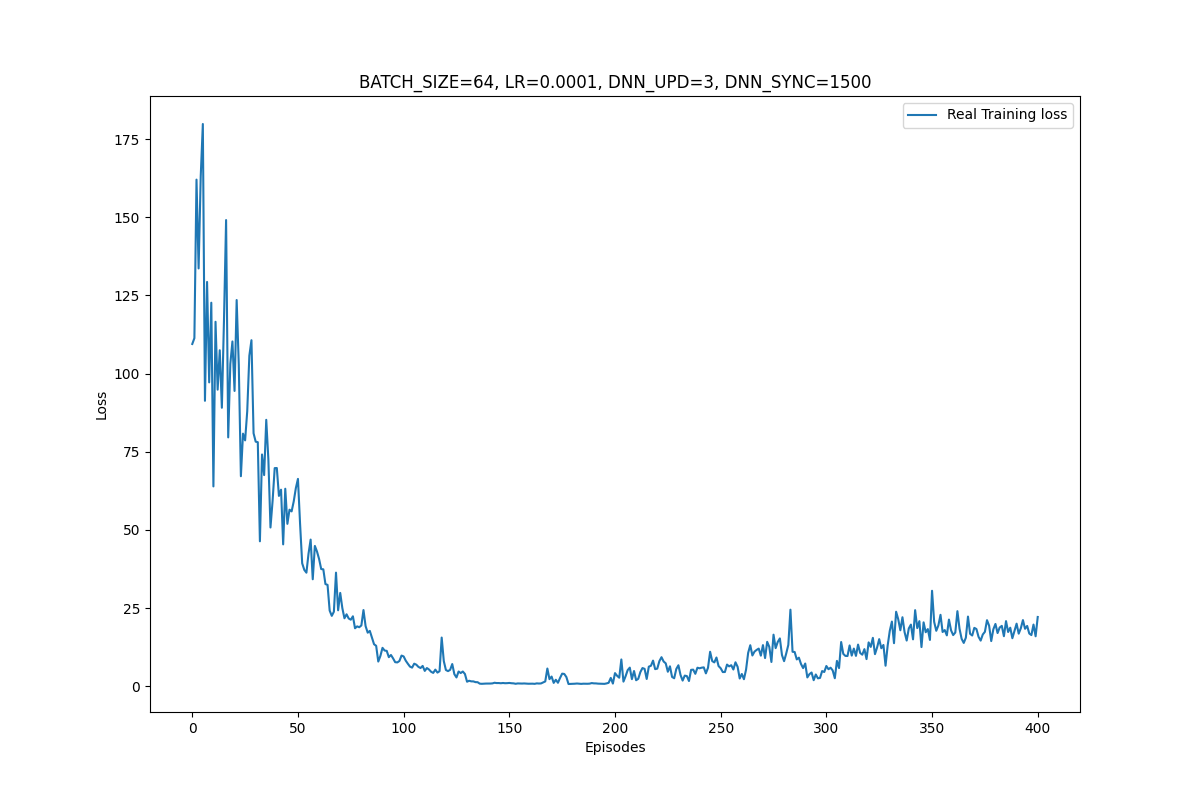 BATCH_SIZE=64, LR=0.0001, DNN_UPD=3, DNN_SYNC=1500
Real Training loss
175
150
125
100
75
50
25
0
Loss
0 50 100 150 200 250 300 350 400
Episodes